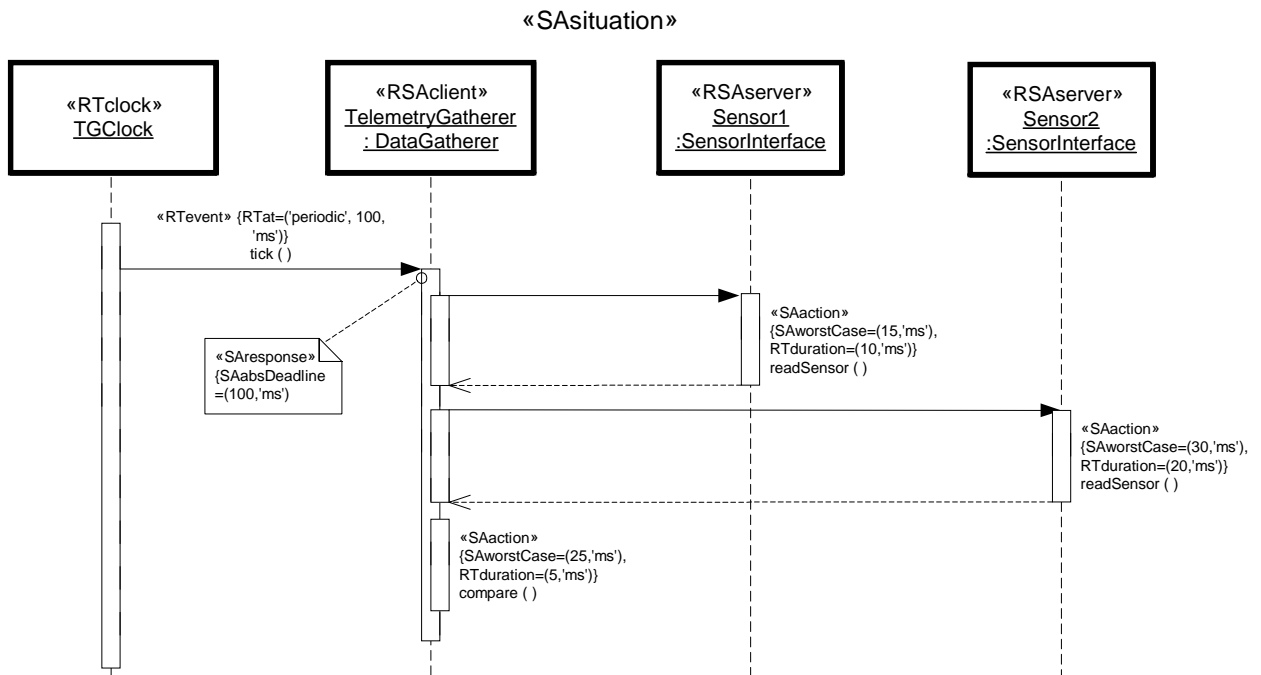 «SAsituation»
«RTclock»
TGClock
«RSAclient»
TelemetryGatherer
: DataGatherer
«RSAserver»
Sensor1
:SensorInterface
«RSAserver»
Sensor2
:SensorInterface
«RTevent» {RTat=('periodic', 100,
'ms')}
tick ( )
«SAresponse»
{SAabsDeadline
=(100,'ms')
«SAaction»
{SAworstCase=(15,'ms'),
RTduration=(10,'ms')}
readSensor ( )
«SAaction»
{SAworstCase=(30,'ms'),
RTduration=(20,'ms')}
readSensor ( )
«SAaction»
{SAworstCase=(25,'ms'),
RTduration=(5,'ms')}
compare ( )